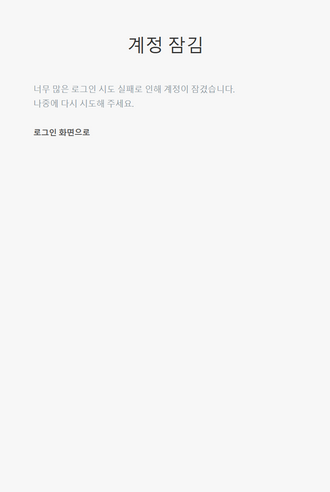 계정 잠김
너무 많은 로그인 시도 실패로 인해 계정이 잠겼습니다.
나중에 다시 시도해 주세요.
로그인 화면으로